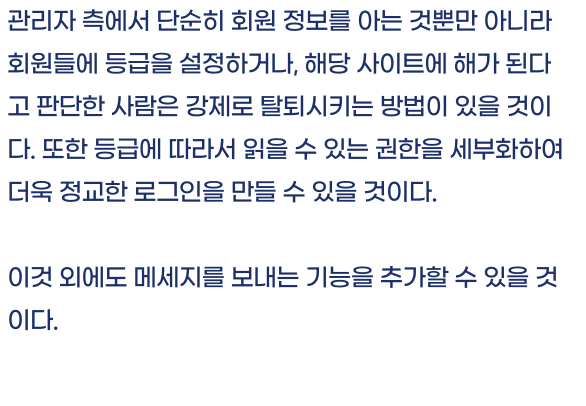 관리자 측에서 단순히 회원 정보를 아는 것뿐만 아니라
회원들에 등급을 설정하거나, 해당 사이트에 해가 된다
고 판단한 사람은 강제로 탈퇴시키는 방법이 있을 것이
다. 또한 등급에 따라서 읽을 수 있는 권한을 세부화하여
더욱 정교한 로그인을 만들 수 있을 것이다.
이것 외에도 메세지를 보내는 기능을 추가할 수 있을 것
이다.